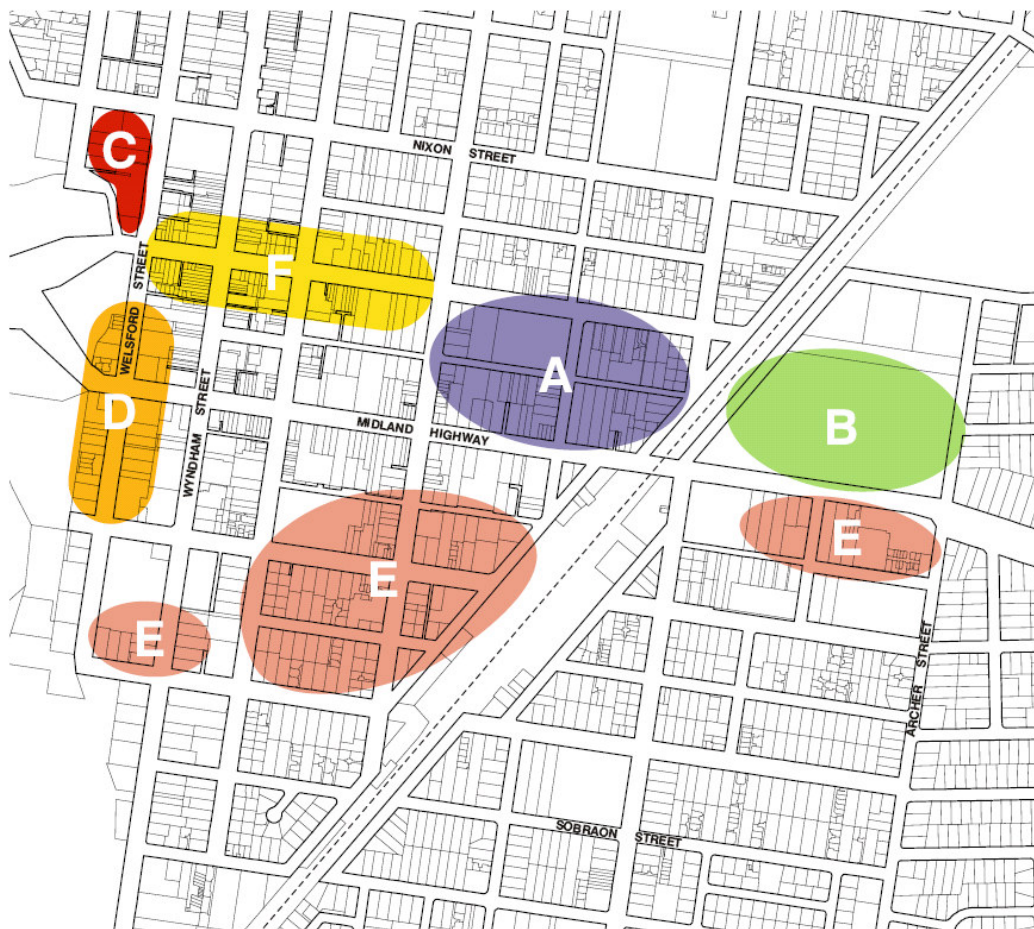 C
NIXON STREET
F
WELSFORD STREET
A
B
D
WYNDHAM STREET
MIDLAND HIGHWAY
E
E
E
ARCHER STREET
SOBRAON STREET